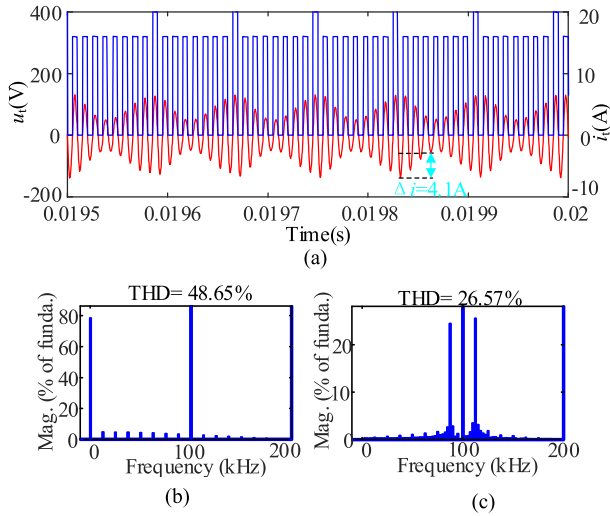 400
200
0
-200
u_t(V)
20
10
0
-10
i_t(A)
Δ i=4.1A
0.0195
0.0196
0.0197
0.0198
0.0199
0.02
Time(s)
(a)
THD= 48.65%
80
60
40
20
0
Mag. (% of funda.)
0
100
200
Frequency (kHz)
(b)
THD= 26.57%
20
10
0
Mag. (% of funda.)
0
100
200
Frequency (kHz)
(c)